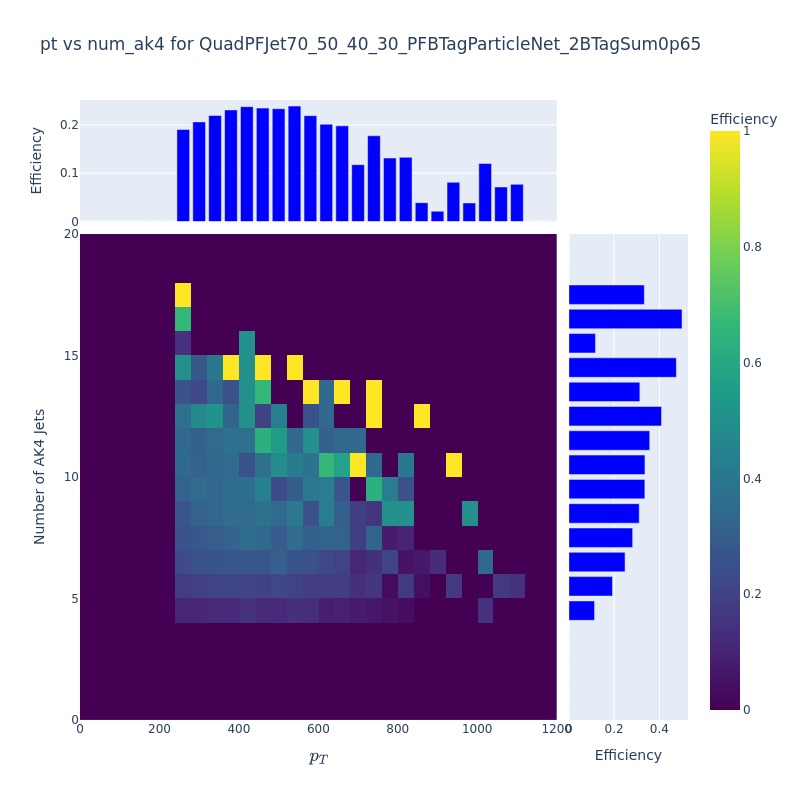 pt vs num_ak4 for QuadPFJet70_50_40_30_PFBTagParticleNet_2BTagSum0p65
Efficiency
0.2
0.1
0
Efficiency
1
0.8
0.6
0.4
0.2
0
Number of AK4 Jets
20
15
10
5
0
0 200 400 600 800 1000 1200
p_T
0 0.2 0.4
Efficiency